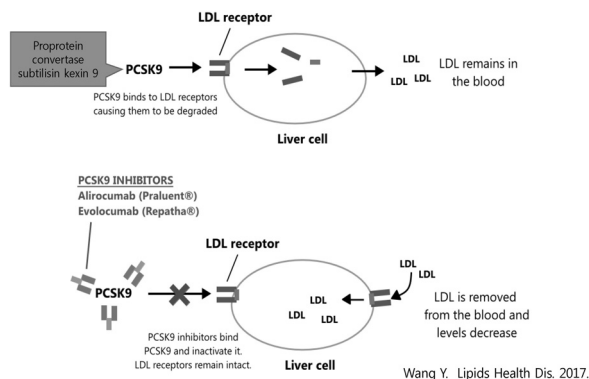 LDL receptor
Proprotein
convertase
subtilisin kexin 9
PCSK9
PCSK9 binds to LDL receptors
causing them to be degraded
Liver cell
LDL
LDL LDL
LDL remains in
the blood
PCSK9 INHIBITORS
Alirocumab (Praluent®)
Evolocumab (Repatha®)
LDL receptor
PCSK9
PCSK9 inhibitors bind
PCSK9 and inactivate it.
LDL receptors remain intact.
LDL
LDL LDL
Liver cell
LDL
LDL
LDL is removed
from the blood and
levels decrease
Wang Y. Lipids Health Dis. 2017.